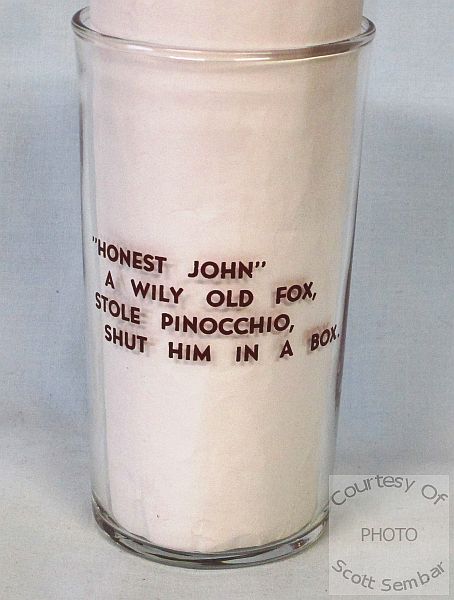 "HONEST JOHN"
A WILY OLD FOX,
STOLE PINOCCHIO,
SHUT HIM IN A BOX.
Courtesy Of
PHOTO
Scott Sembar